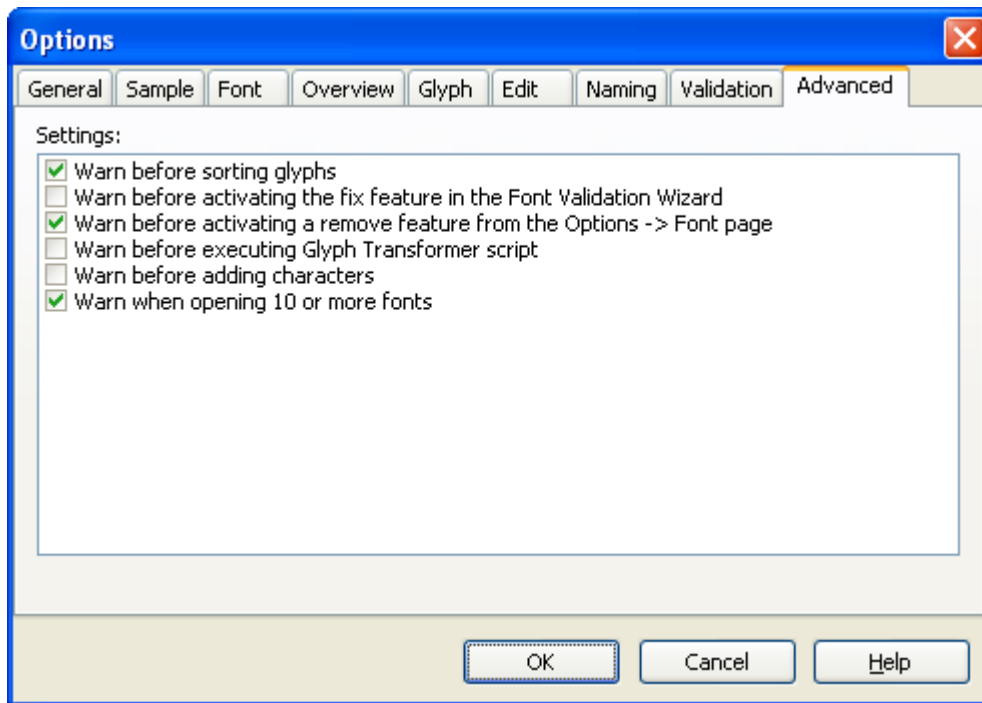 Options
General Sample Font Overview Glyph Edit Naming Validation Advanced
Settings:
Warn before sorting glyphs
Warn before activating the fix feature in the Font Validation Wizard
Warn before activating a remove feature from the Options -> Font page
Warn before executing Glyph Transformer script
Warn before adding characters
Warn when opening 10 or more fonts
OK Cancel Help